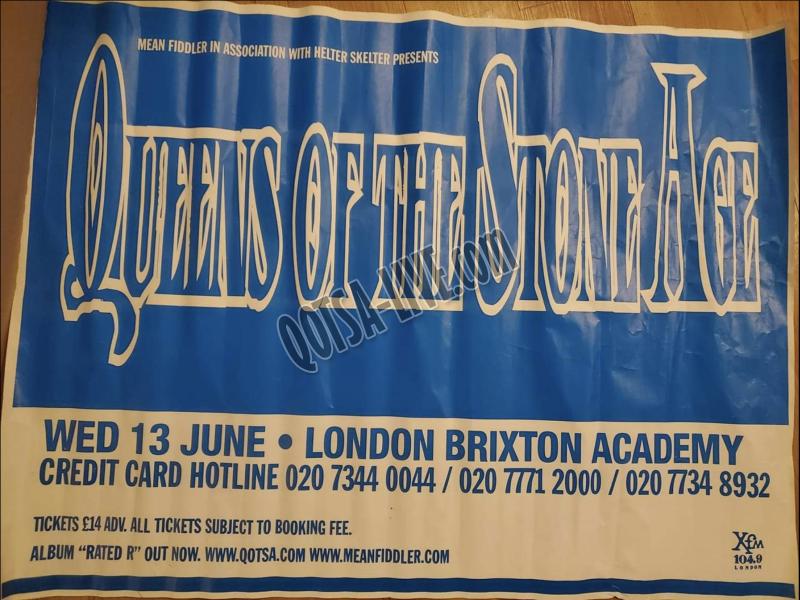 MEAN FIDDLER IN ASSOCIATION WITH HELTER SKELTER PRESENTS
QUEENS OF THE STONE AGE
QOTSA-LIVE.com
WED 13 JUNE • LONDON BRIXTON ACADEMY
CREDIT CARD HOTLINE 020 7344 0044 / 020 7771 2000 / 020 7734 8932
TICKETS £14 ADV. ALL TICKETS SUBJECT TO BOOKING FEE.
ALBUM “RATED R” OUT NOW. WWW.QOTSA.COM WWW.MEANFIDDLER.COM
Xfm
104.9
LONDON